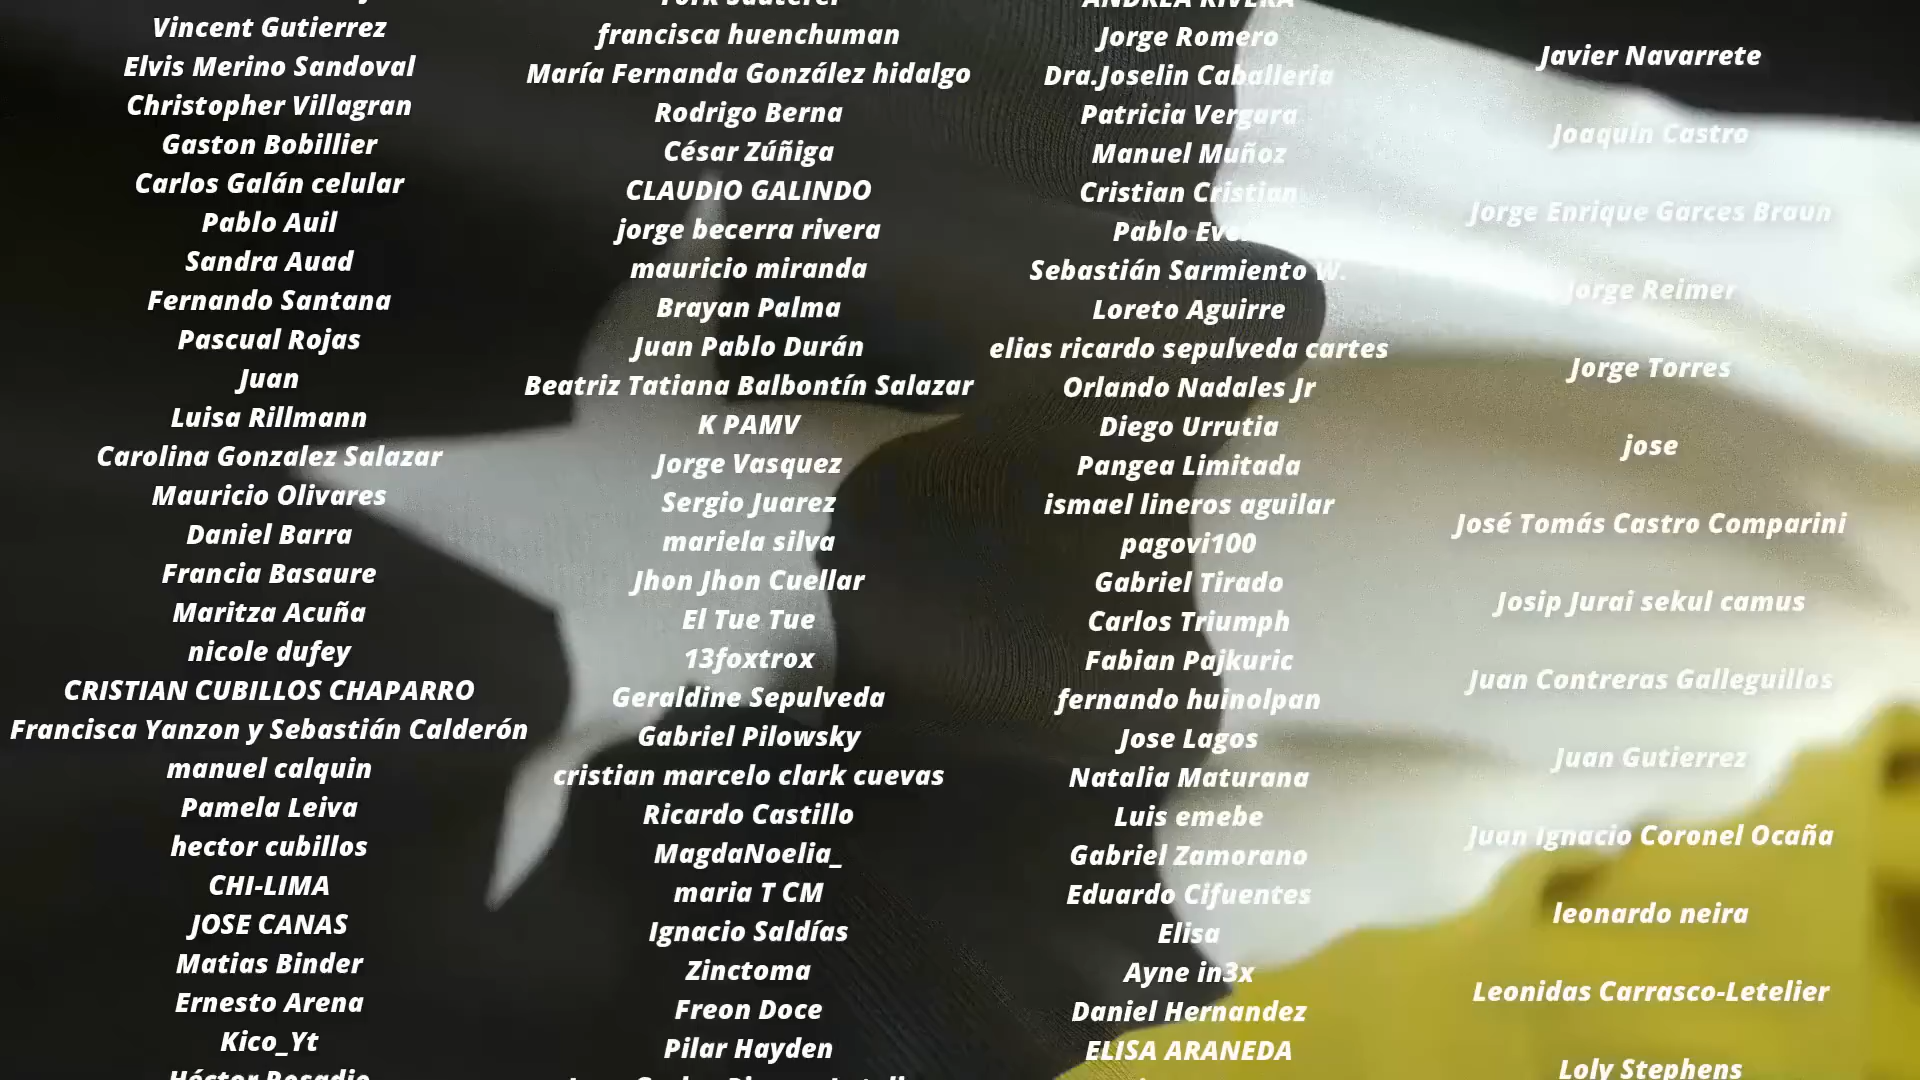 Vincent Gutierrez
Elvis Merino Sandoval
Christopher Villagran
Gaston Bobillier
Carlos Galán celular
Pablo Auil
Sandra Auad
Fernando Santana
Pascual Rojas
Juan
Luisa Rillmann
Carolina Gonzalez Salazar
Mauricio Olivares
Daniel Barra
Francia Basaure
Maritza Acuña
nicole dufey
CRISTIAN CUBILLOS CHAPARRO
Francisca Yanzon y Sebastián Calderón
manuel calquin
Pamela Leiva
hector cubillos
CHI-LIMA
JOSE CANAS
Matias Binder
Ernesto Arena
Kico_Yt
Héctor Rosadio
francisca huenchuman
María Fernanda González hidalgo
Rodrigo Berna
César Zúñiga
CLAUDIO GALINDO
jorge becerra rivera
mauricio miranda
Brayan Palma
Juan Pablo Durán
Beatriz Tatiana Balbontín Salazar
K PAMV
Jorge Vasquez
Sergio Juarez
mariela silva
Jhon Jhon Cuellar
El Tue Tue
13foxtrox
Geraldine Sepulveda
Gabriel Pilowsky
cristian marcelo clark cuevas
Ricardo Castillo
MagdaNoelia_
maria T CM
Ignacio Saldías
Zinctoma
Freon Doce
Pilar Hayden
ANDREA RIVERA
Jorge Romero
Dra.Joselin Caballeria
Patricia Vergara
Manuel Muñoz
Cristian Cristian
Pablo
Sebastián Sarmiento W.
Loreto Aguirre
elias ricardo sepulveda cartes
Orlando Nadales Jr
Diego Urrutia
Pangea Limitada
ismael lineros aguilar
pagovi100
Gabriel Tirado
Carlos Triumph
Fabian Pajkuric
fernando huinolpan
Jose Lagos
Natalia Maturana
Luis emebe
Gabriel Zamorano
Eduardo Cifuentes
Elisa
Ayne in3x
Daniel Hernandez
ELISA ARANEDA
Javier Navarrete
Joaquin Castro
Jorge Enrique Garces Braun
Jorge Reimer
Jorge Torres
jose
José Tomás Castro Comparini
Josip Jurai sekul camus
Juan Contreras Galleguillos
Juan Gutierrez
Juan Ignacio Coronel Ocaña
leonardo neira
Leonidas Carrasco-Letelier
Loly Stephens